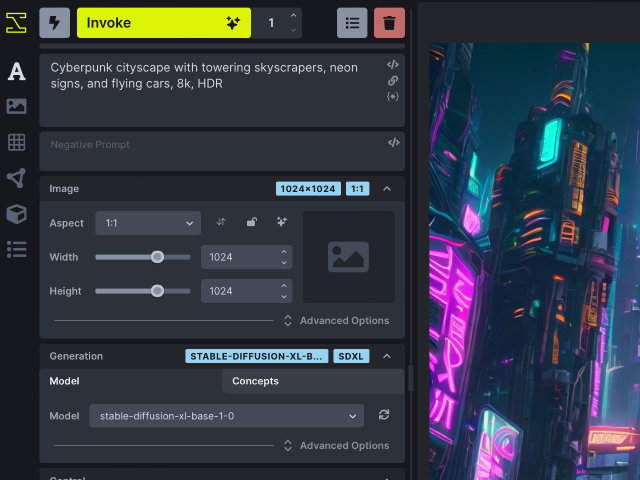 Invoke
1
A
Cyberpunk cityscape with towering skyscrapers, neon
signs, and flying cars, 8k, HDR
Negative Prompt
Image
1024×1024
1:1
Aspect
1:1
Width
1024
Height
1024
Advanced Options
Generation
STABLE-DIFFUSION-XL-B...
SDXL
Model
Concepts
Model
stable-diffusion-xl-base-1-0
Advanced Options